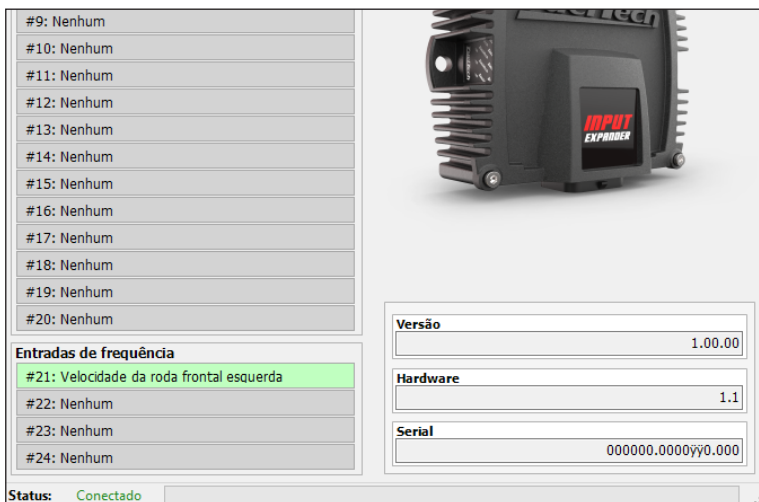 #9: Nenhum
#10: Nenhum
#11: Nenhum
#12: Nenhum
#13: Nenhum
#14: Nenhum
#15: Nenhum
#16: Nenhum
#17: Nenhum
#18: Nenhum
#19: Nenhum
#20: Nenhum
Entradas de frequência
#21: Velocidade da roda frontal esquerda
#22: Nenhum
#23: Nenhum
#24: Nenhum
INPUT
EXPANDER
Versão
1.00.00
Hardware
1.1
Serial
000000.0000ÿÿ0.000
Status: Conectado